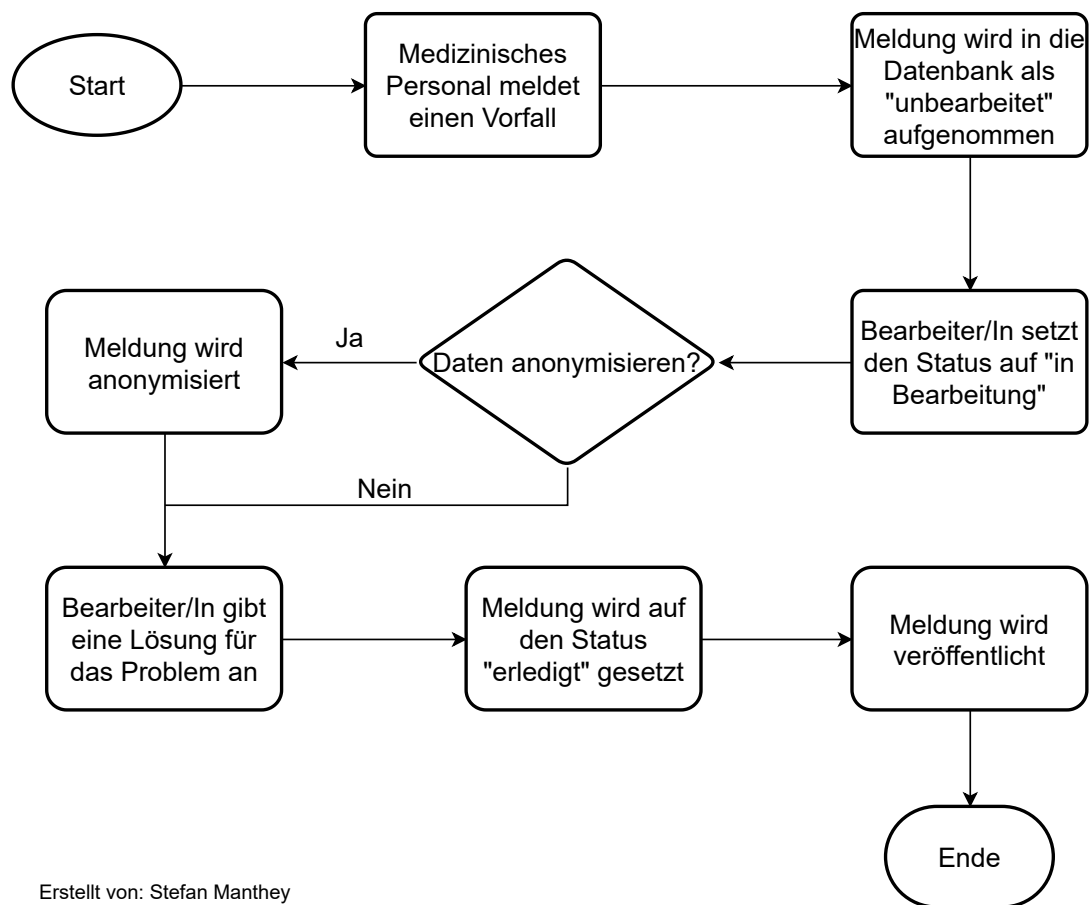 Start
Medizinisches
Personal meldet
einen Vorfall
Meldung wird in die
Datenbank als
"unbearbeitet"
aufgenommen
Bearbeiter/In setzt
den Status auf "in
Bearbeitung"
Daten anonymisieren?
Ja
Meldung wird
anonymisiert
Nein
Bearbeiter/In gibt
eine Lösung für
das Problem an
Meldung wird auf
den Status
"erledigt" gesetzt
Meldung wird
veröffentlicht
Ende
Erstellt von: Stefan Manthey